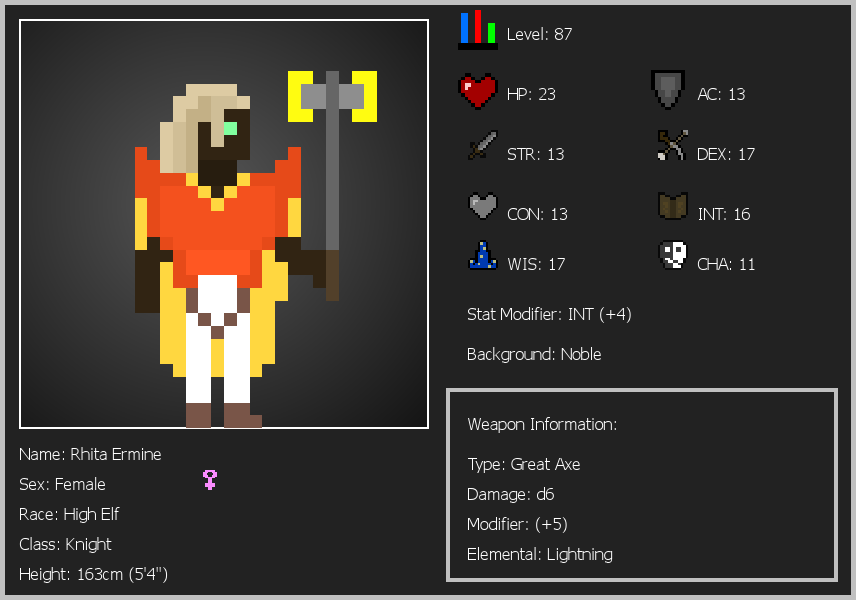 Level: 87
HP: 23
AC: 13
STR: 13
DEX: 17
CON: 13
INT: 16
WIS: 17
CHA: 11
Stat Modifier: INT (+4)
Background: Noble
Weapon Information:
Type: Great Axe
Damage: d6
Modifier: (+5)
Elemental: Lightning
Name: Rhita Ermine
Sex: Female
Race: High Elf
Class: Knight
Height: 163cm (5'4")